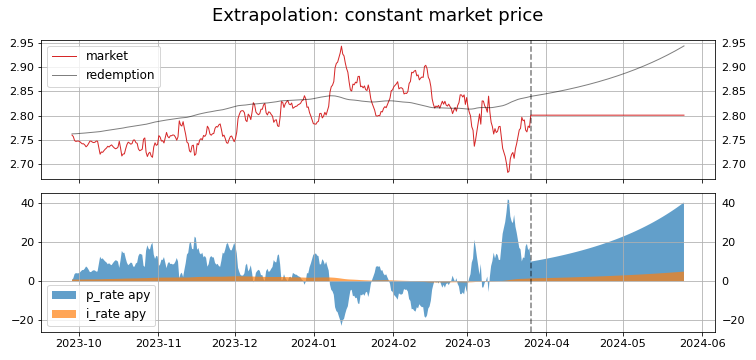 Extrapolation: constant market price
2.95 2.95
market
2.90 2.90
redemption
2.85 2.85
2.80 2.80
2.75 2.75
2.70 2.70
40 40
20 20
0 0
p_rate apy
i_rate apy
−20 −20
2023-10 2023-11 2023-12 2024-01 2024-02 2024-03 2024-04 2024-05 2024-06